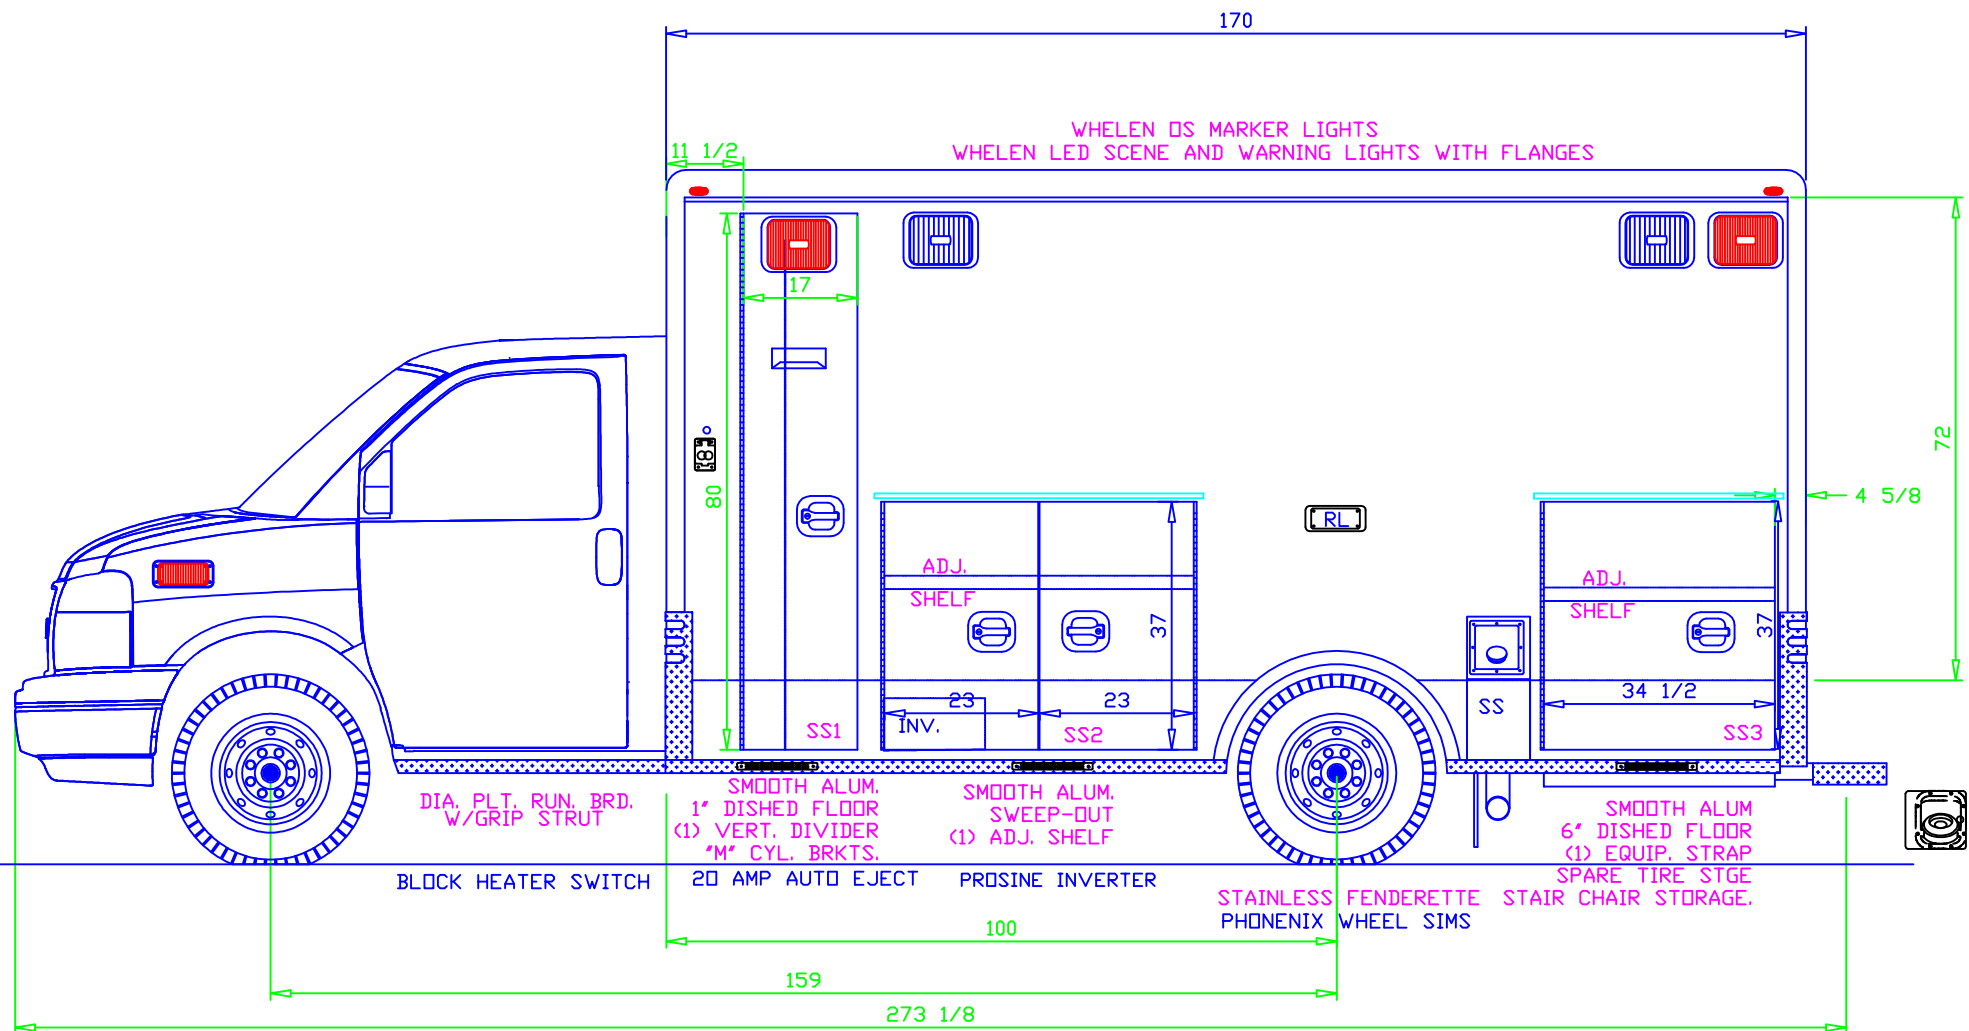 170
WHELEN OS MARKER LIGHTS
WHELEN LED SCENE AND WARNING LIGHTS WITH FLANGES
11 1/2
17
72
80
4 5/8
RL
ADJ.
SHELF
ADJ.
SHELF
37
37
23
23
34 1/2
INV.
SS1
SS2
SS
SS3
DIA. PLT. RUN. BRD.
W/GRIP STRUT
SMOOTH ALUM.
1" DISHED FLOOR
(1) VERT. DIVIDER
"M" CYL. BRKTS.
SMOOTH ALUM.
SWEEP-OUT
(1) ADJ. SHELF
SMOOTH ALUM
6" DISHED FLOOR
(1) EQUIP. STRAP
SPARE TIRE STGE
STAIR CHAIR STORAGE.
BLOCK HEATER SWITCH
20 AMP AUTO EJECT
PROSINE INVERTER
STAINLESS FENDERETTE
PHONENIX WHEEL SIMS
100
159
273 1/8